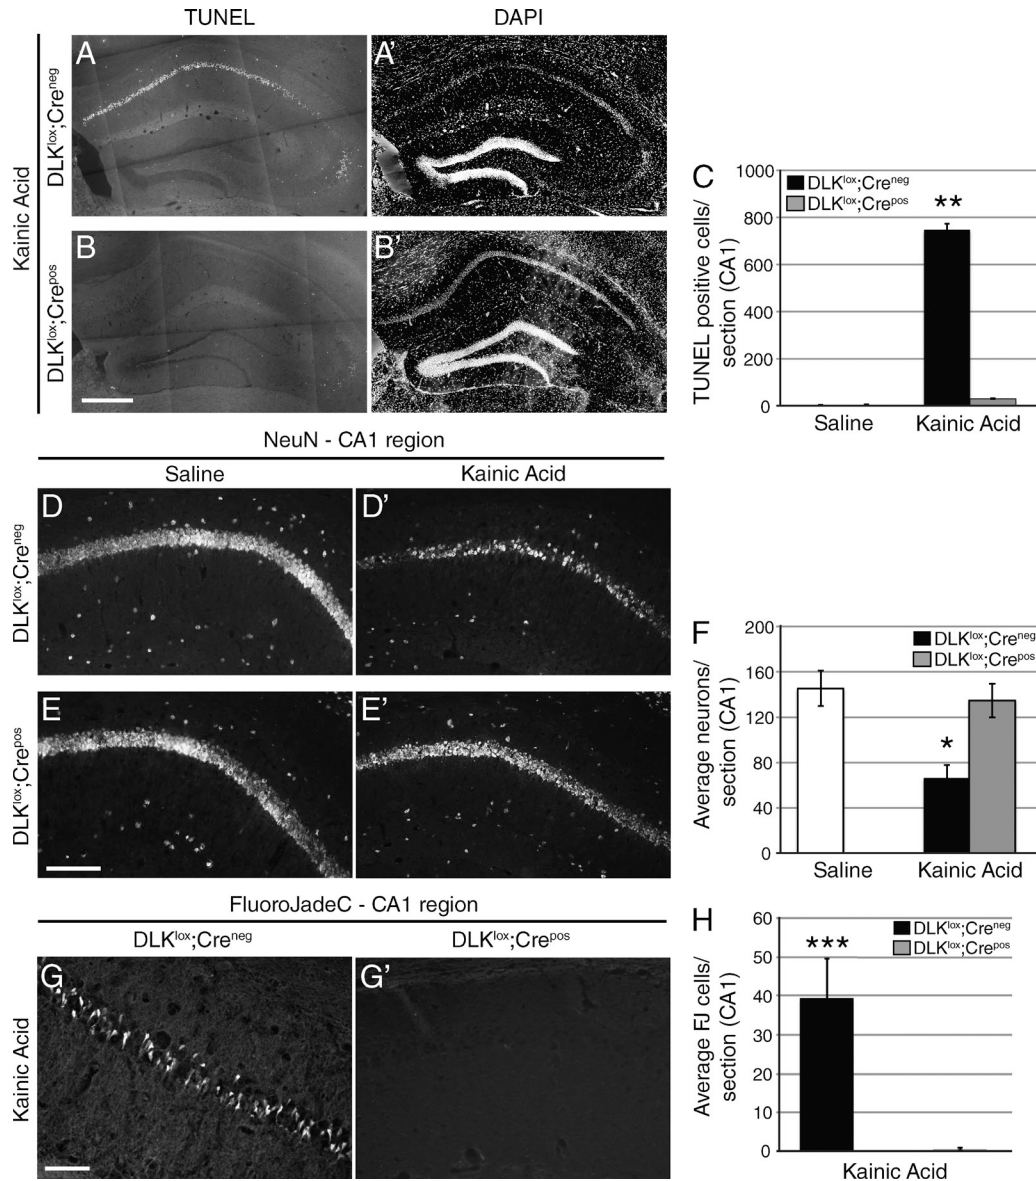 TUNEL DAPI
Kainic Acid
DLKlox;Creneg
A
A'
DLKlox;Crepos
B
B'
C
TUNEL positive cells/
section (CA1)
1000
800
600
400
200
0
DLKlox;Creneg
DLKlox;Crepos
**
Saline Kainic Acid
NeuN - CA1 region
Saline Kainic Acid
DLKlox;Creneg
D
D'
DLKlox;Crepos
E
E'
F
Average neurons/
section (CA1)
200
160
120
80
40
0
DLKlox;Creneg
DLKlox;Crepos
*
Saline Kainic Acid
FluoroJadeC - CA1 region
DLKlox;Creneg DLKlox;Crepos
Kainic Acid
G
G'
H
Average FJ cells/
section (CA1)
60
50
40
30
20
10
0
DLKlox;Creneg
DLKlox;Crepos
***
Kainic Acid